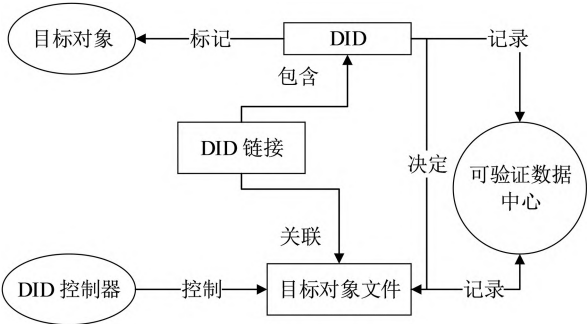 目标对象
标记
DID
记录
包含
DID 链接
决定
可验证数据
中心
关联
DID 控制器
控制
目标对象文件
记录